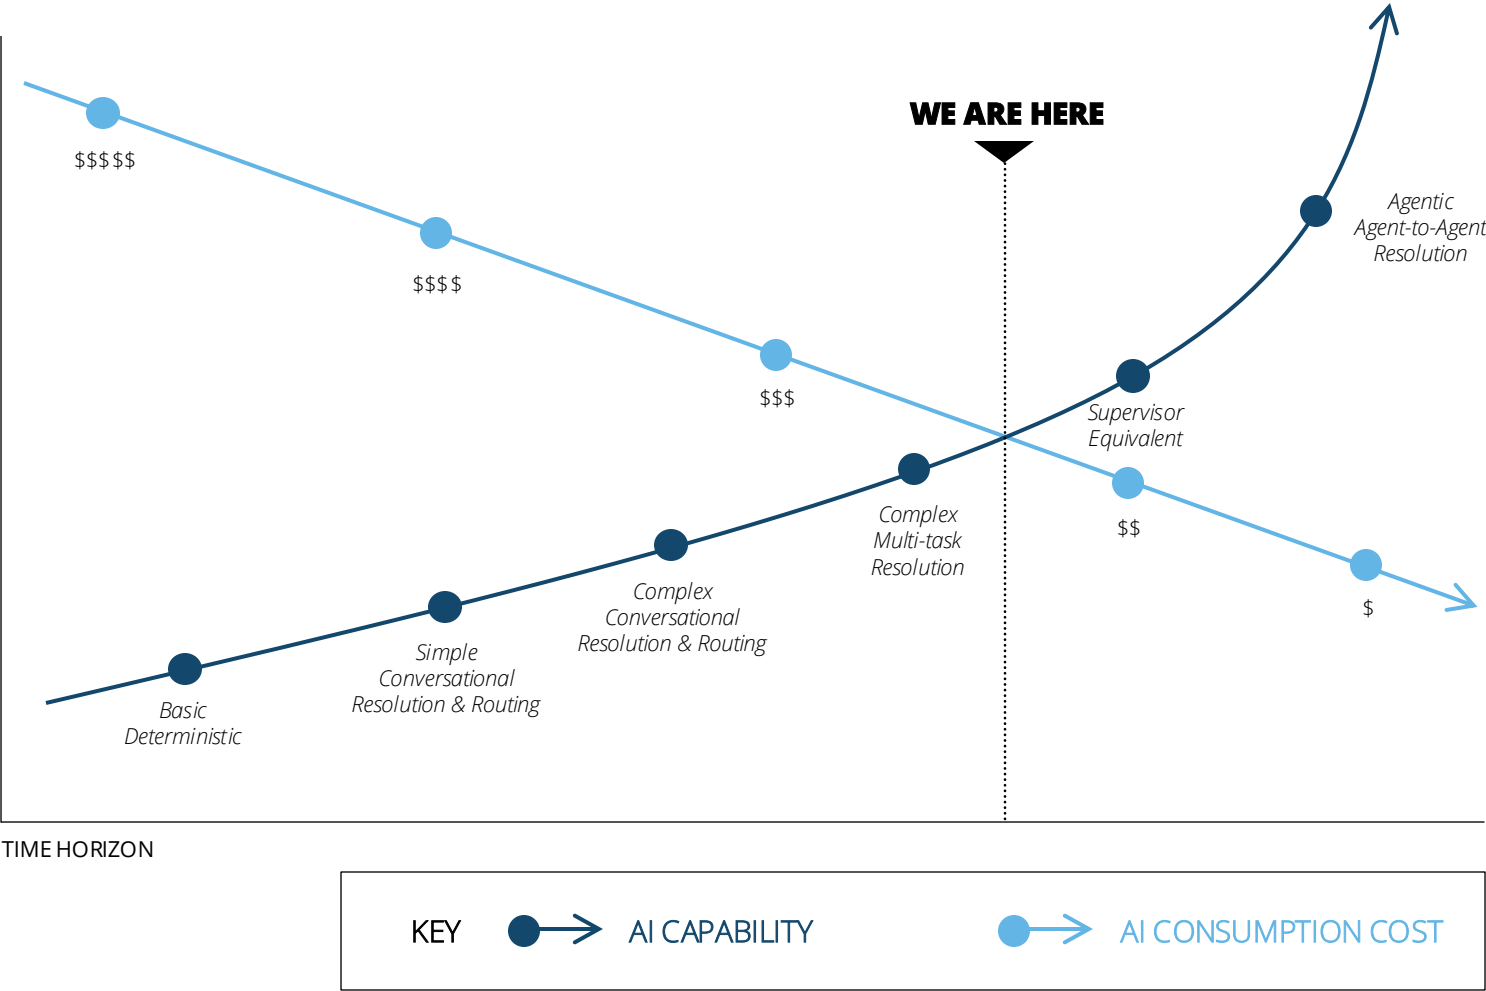 WE ARE HERE
$$$$$
Agentic
Agent-to-Agent
Resolution
$$$$
$$$
Supervisor
Equivalent
Complex
Multi-task
Resolution
$$
Complex
Conversational
Resolution & Routing
$
Simple
Conversational
Resolution & Routing
Basic
Deterministic
TIME HORIZON
KEY
AI CAPABILITY
AI CONSUMPTION COST